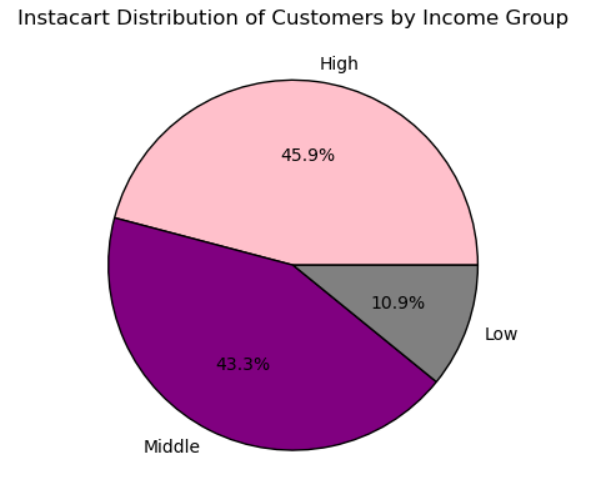 Instacart Distribution of Customers by Income Group
High
45.9%
10.9%
Low
43.3%
Middle